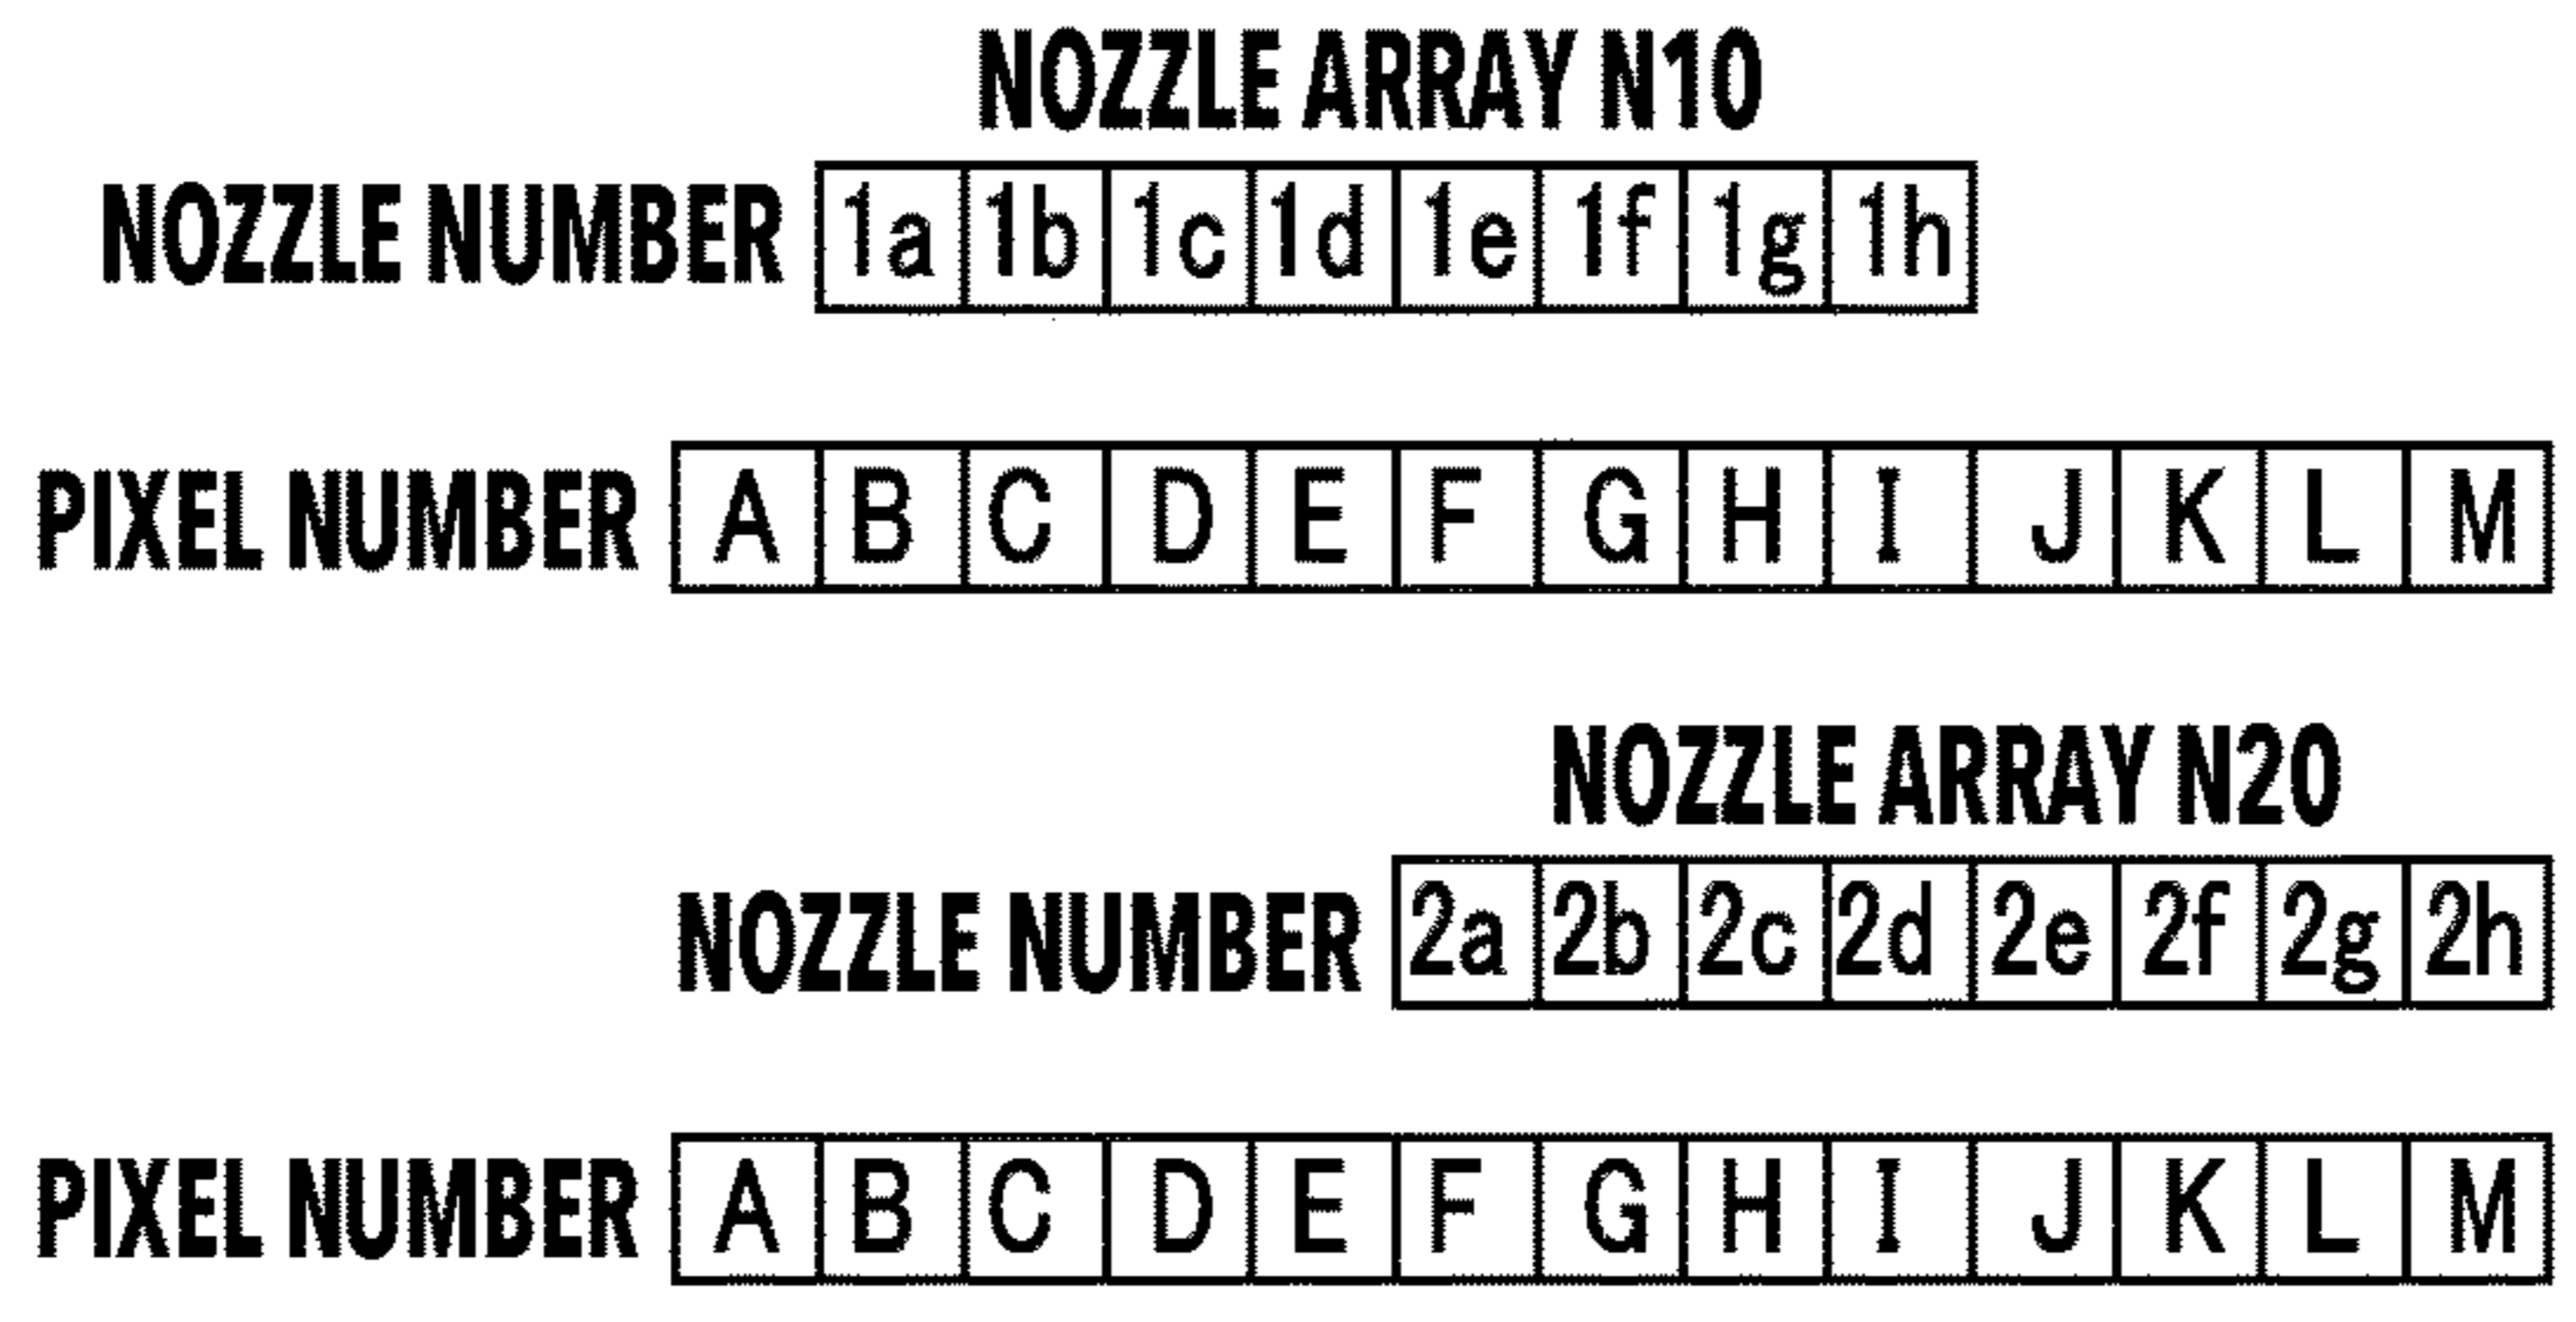 NOZZLE ARRAY N10
NOZZLE NUMBER 1a 1b 1c 1d 1e 1f 1g 1h
PIXEL NUMBER A B C D E F G H I J K L M
NOZZLE ARRAY N20
NOZZLE NUMBER 2a 2b 2c 2d 2e 2f 2g 2h
PIXEL NUMBER A B C D E F G H I J K L M